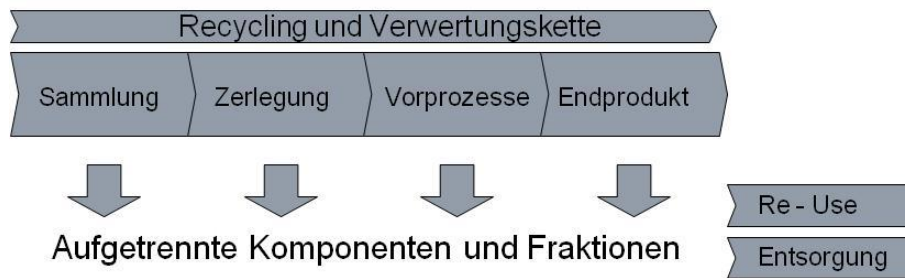 Recycling und Verwertungskette
Sammlung Zerlegung Vorprozesse Endprodukt
Aufgetrennte Komponenten und Fraktionen
Re - Use
Entsorgung